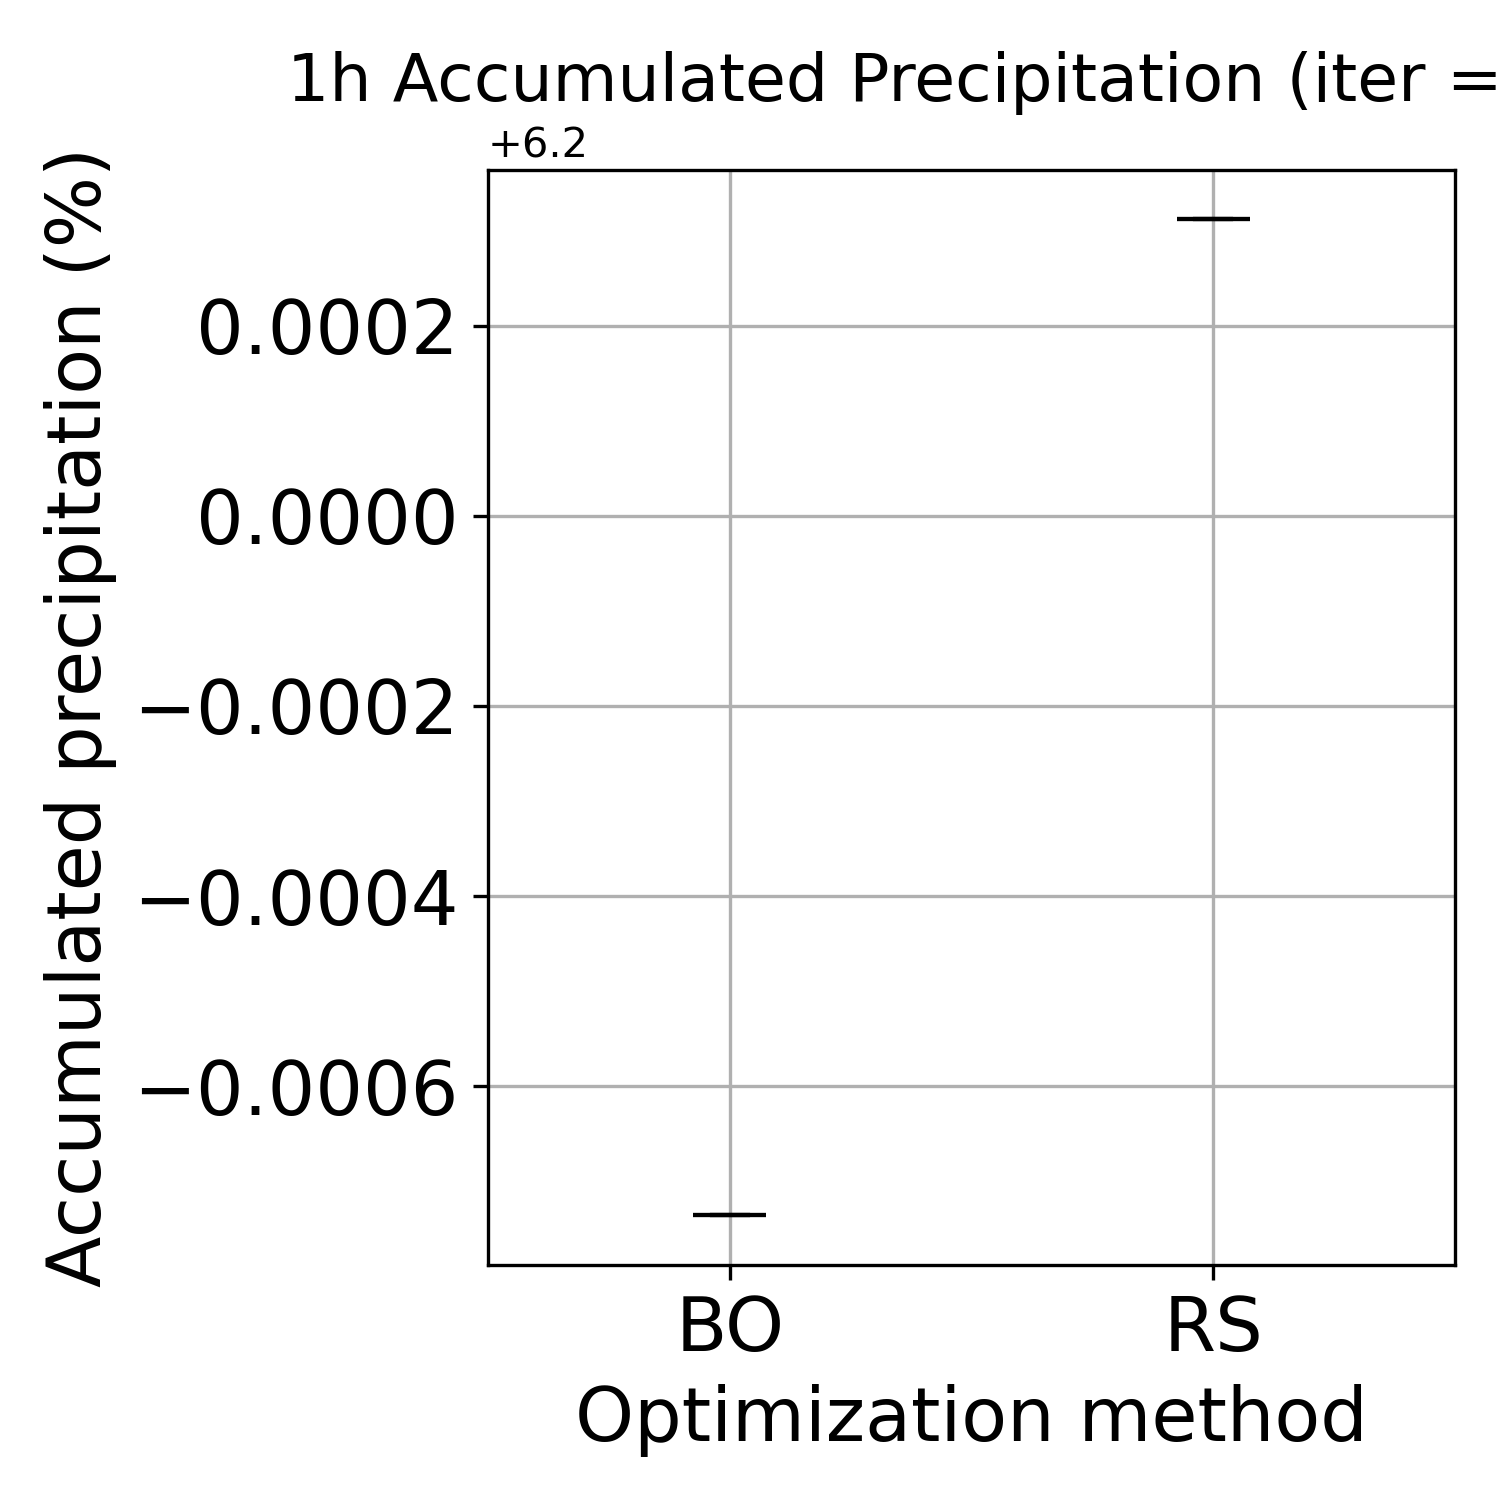 1h Accumulated Precipitation (iter =
+6.2
Accumulated precipitation (%)
0.0002
0.0000
−0.0002
−0.0004
−0.0006
BO
RS
Optimization method